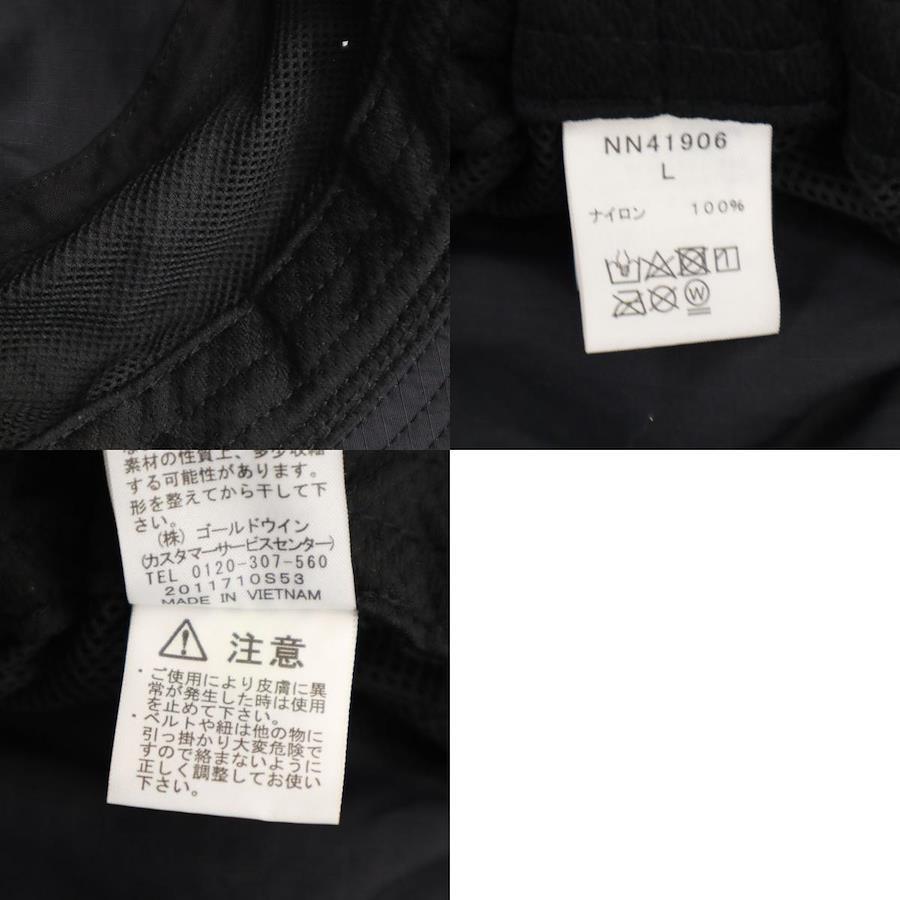 NN41906
L
ナイロン 100%
W
素材の性質上、多少収縮
する可能性があります。
形を整えてから干して下
さい。
(株) ゴールドウイン
(カスタマーサービスセンター)
TEL 0120-307-560
2011710S53
MADE IN VIETNAM
注意
・ご使用により皮膚に異
常が発生した時は使用
を止めて下さい。
・ベルトや紐は他の物に
引っ掛かり大変危険で
すので絡まないように
正しく調整してお使い
下さい。